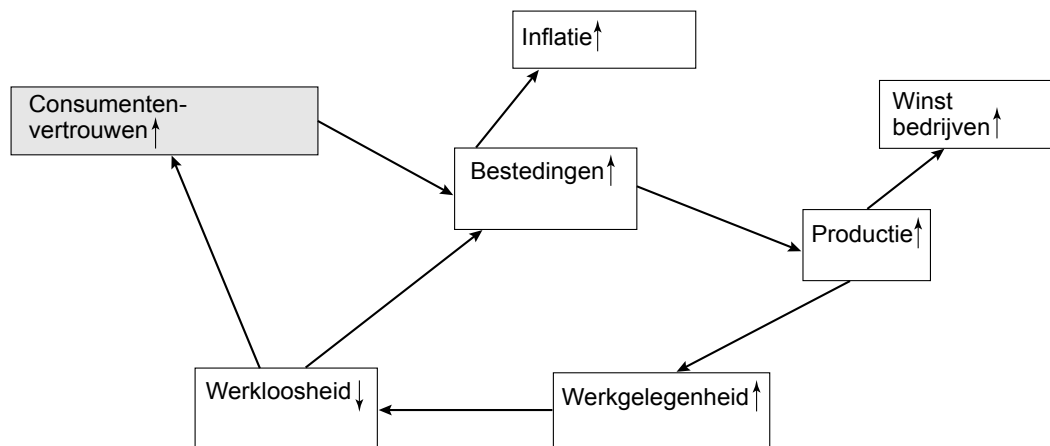 Inflatie↑
Consumenten-
vertrouwen↑
Winst
bedrijven↑
Bestedingen↑
Productie↑
Werkloosheid↓
Werkgelegenheid↑